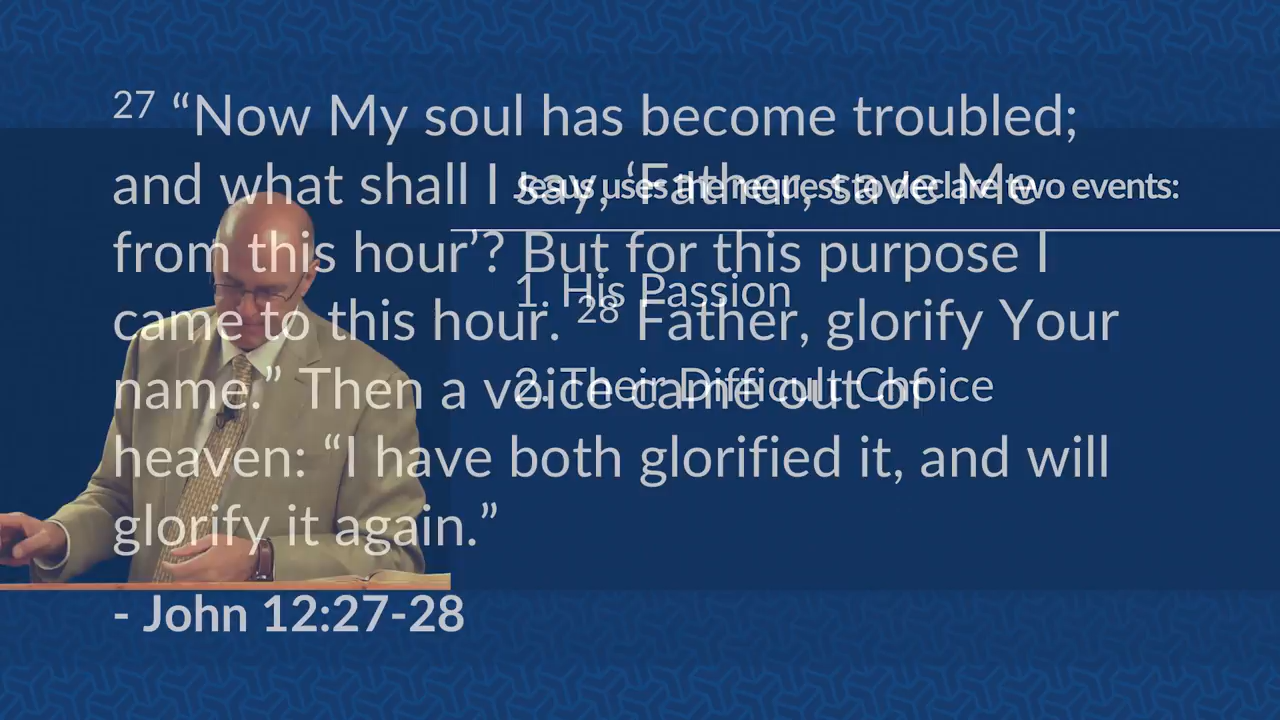 27 “Now My soul has become troubled;
and what shall I say, ‘Father, save Me
from this hour’? But for this purpose I
came to this hour. 28 Father, glorify Your
name.” Then a voice came out of
heaven: “I have both glorified it, and will
glorify it again.”
- John 12:27-28
Jesus uses the request to declare two events:
1. His Passion
2. Their Difficult Choice